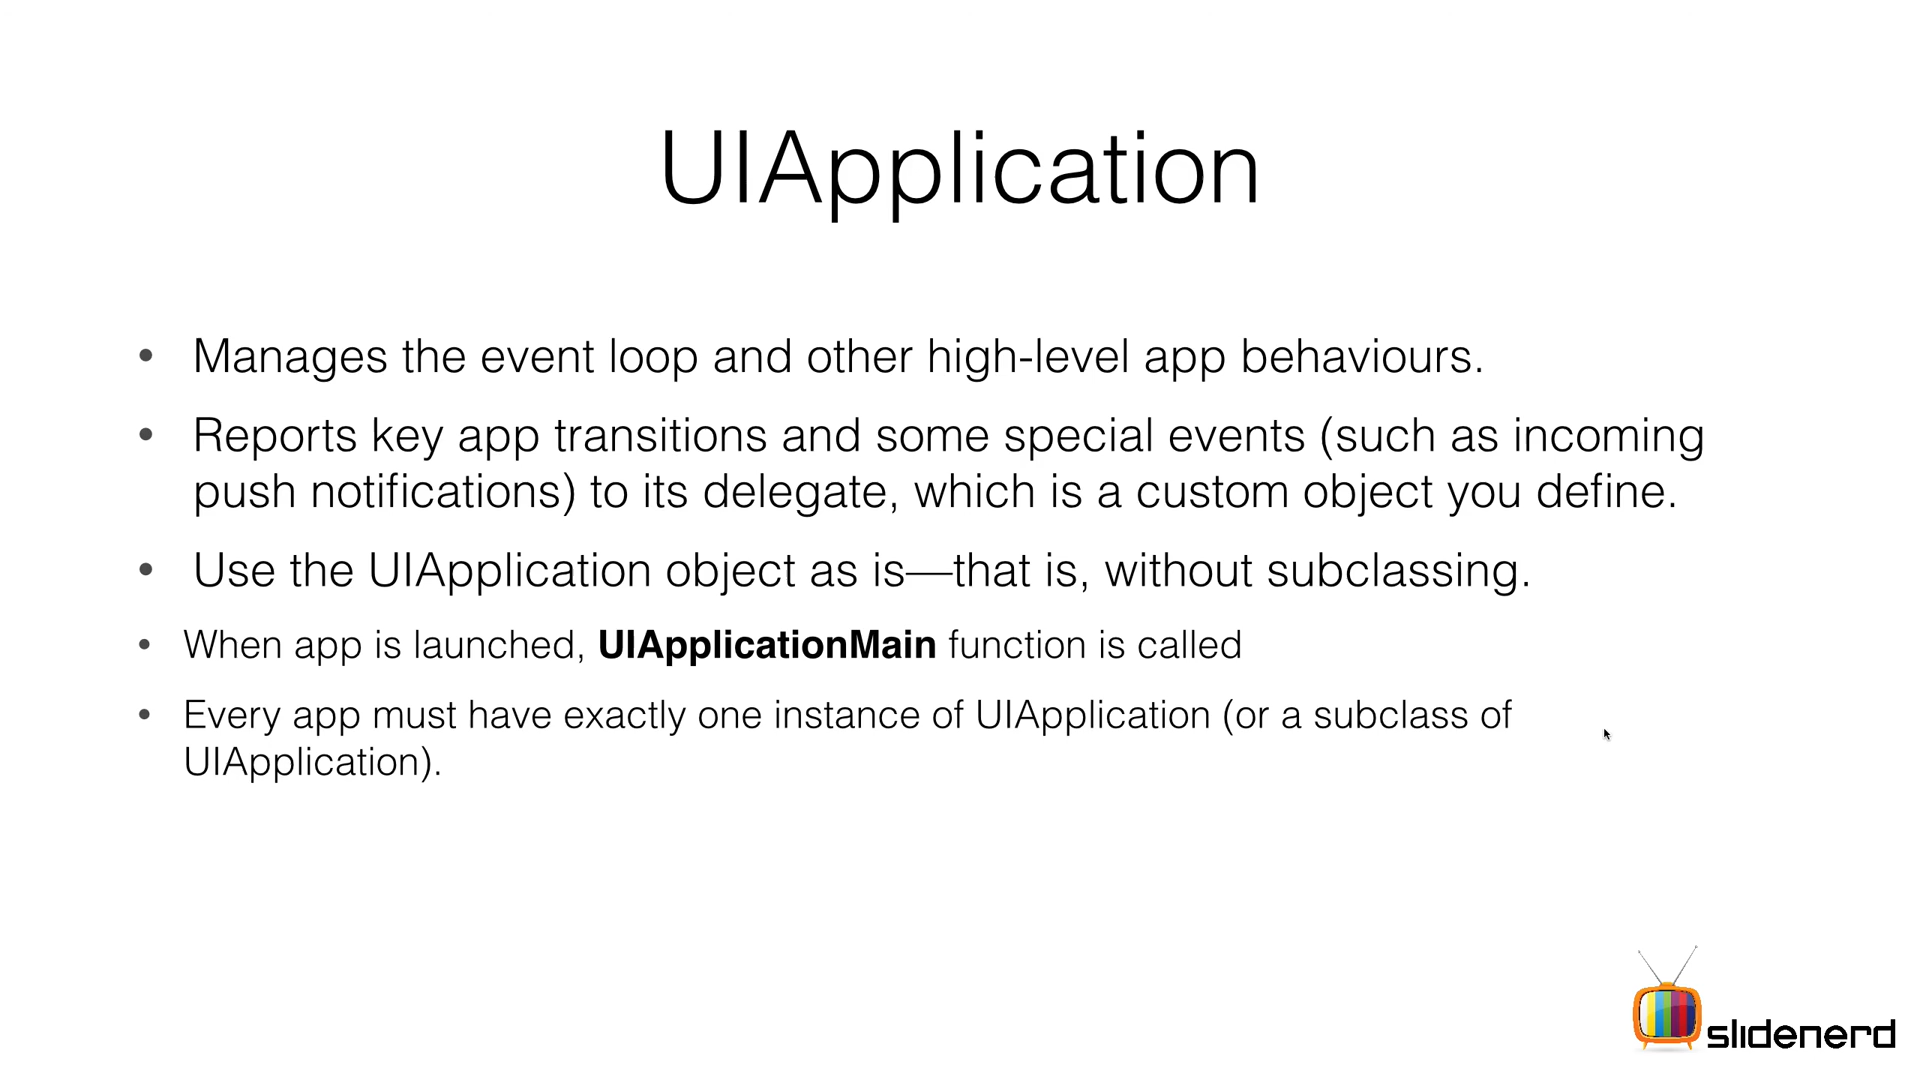 UIApplication
• Manages the event loop and other high-level app behaviours.
• Reports key app transitions and some special events (such as incoming
push notifications) to its delegate, which is a custom object you define.
• Use the UIApplication object as is—that is, without subclassing.
• When app is launched, UIApplicationMain function is called
• Every app must have exactly one instance of UIApplication (or a subclass of
UIApplication).
slidenerd